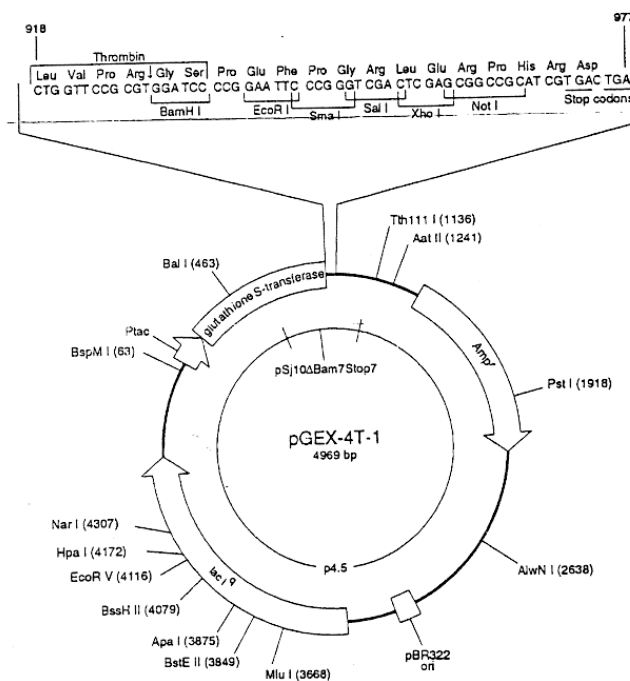 918
977
Thrombin
Leu Val Pro Arg↓Gly Ser Pro Glu Phe Pro Gly Arg Leu Glu Arg Pro His Arg Asp
CTG GTT CCG CGT GGA TCC CCG GAA TTC CCG GGT CGA CTC GAG CGG CCG CAT CGT GAC TGA
BamH I
EcoR I
Sma I
Sal I
Xho I
Not I
Stop codons
Tth111 I (1136)
Aat II (1241)
Bal I (463)
glutathione S-transferase
Ptac
BspM I (63)
pSj10ΔBam7Stop7
Ampʳ
Pst I (1918)
pGEX-4T-1
4969 bp
Nar I (4307)
Hpa I (4172)
EcoR V (4116)
BssH II (4079)
Apa I (3875)
BstE II (3849)
Mlu I (3668)
lac I q
p4.5
AlwN I (2638)
pBR322
ori